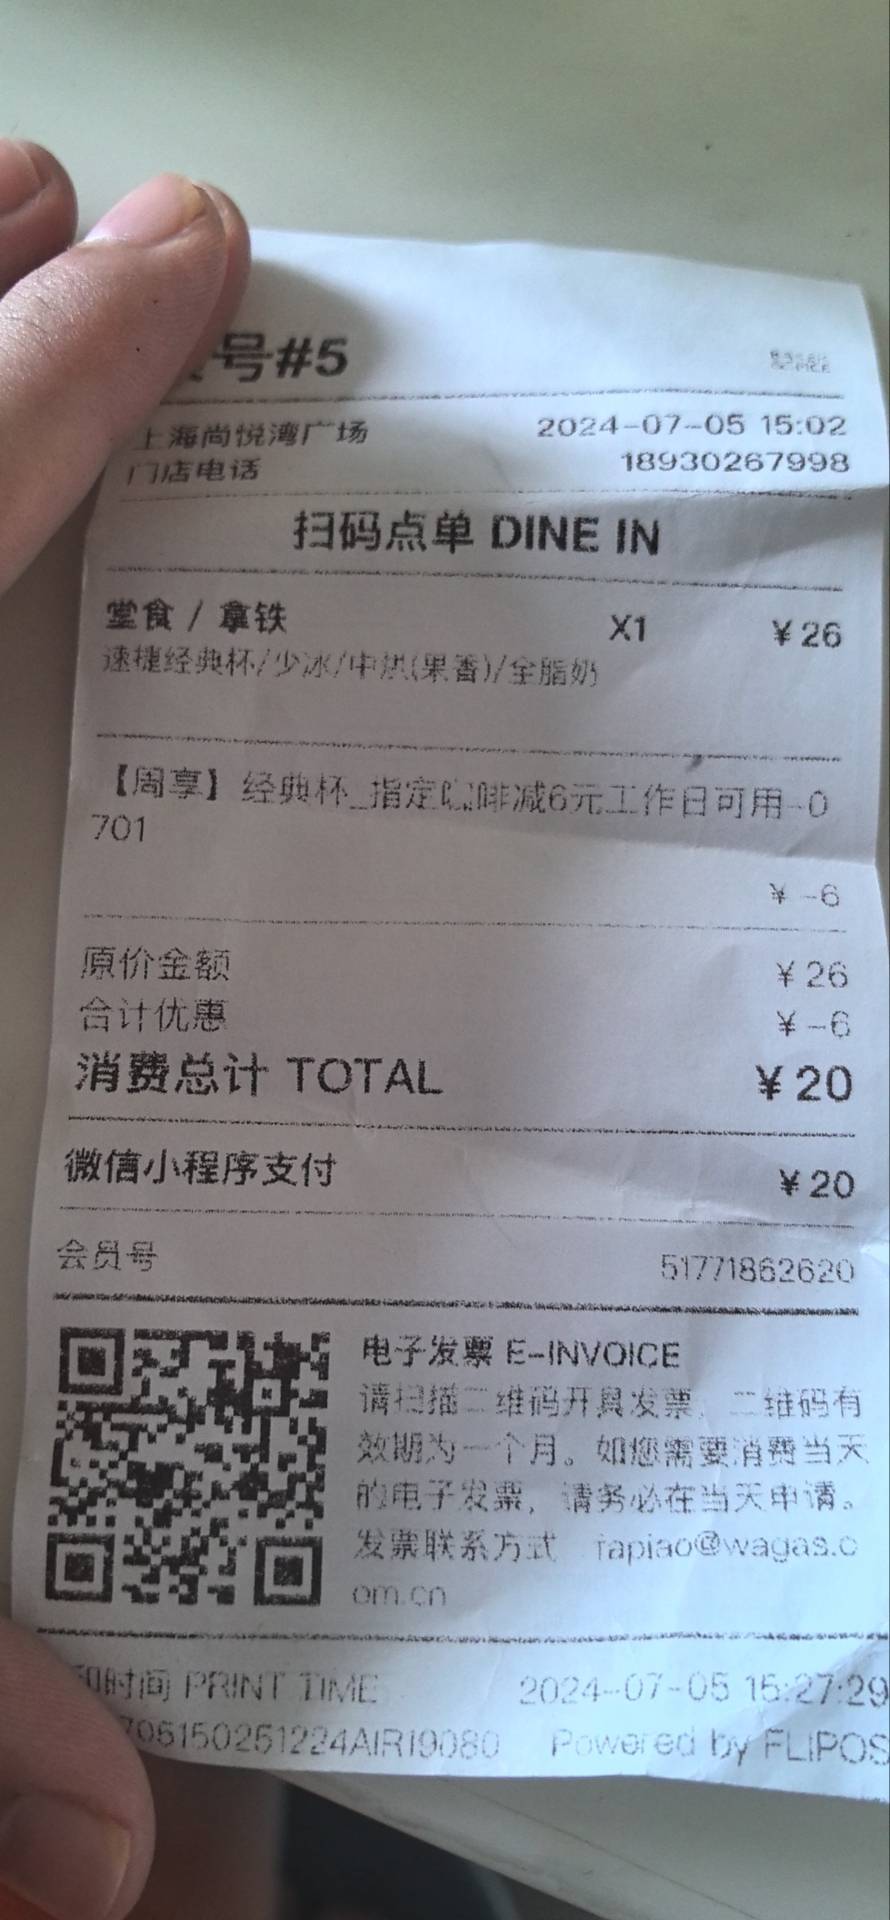 号#5
上海尚悦湾广场 2024-07-05 15:02
门店电话 18930267998
扫码点单 DINE IN
堂食 / 拿铁 X1 ￥26
速捷经典杯/少冰/中烘(果香)/全脂奶
【周享】经典杯_指定咖啡减6元工作日可用-0
701
￥-6
原价金额 ￥26
合计优惠 ￥-6
消费总计 TOTAL ￥20
微信小程序支付 ￥20
会员号 51771862620
电子发票 E-INVOICE
请扫描二维码开具发票，二维码有
效期为一个月。如您需要消费当天
的电子发票，请务必在当天申请。
发票联系方式 fapiao@wagas.c
om.cn
印时间 PRINT TIME 2024-07-05 15:27:29
706150251224AIR19080 Powered by FLIPOS